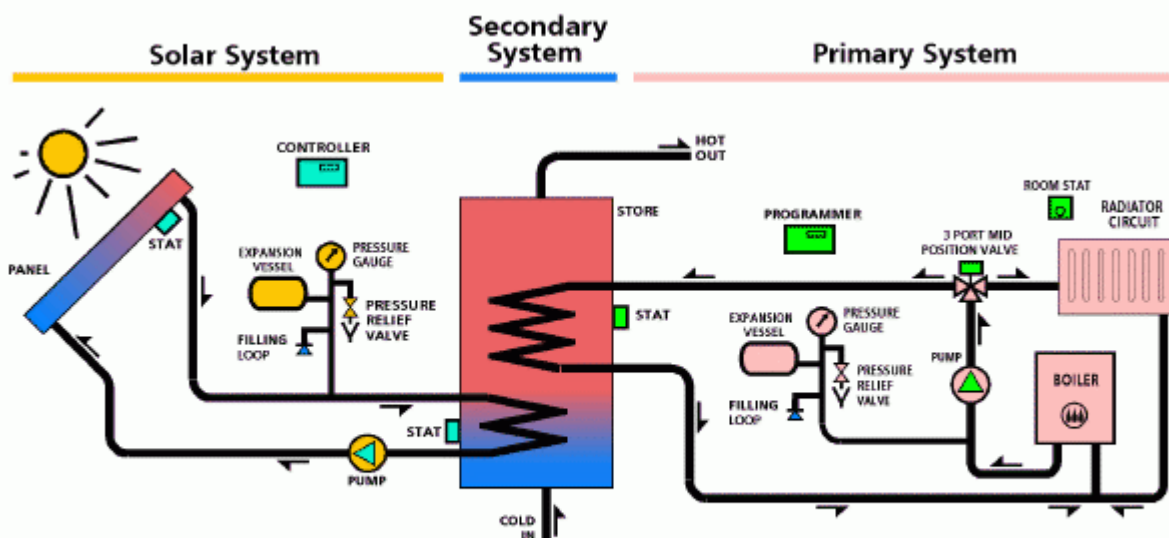 Solar System
Secondary
System
Primary System
CONTROLLER
HOT
OUT
STORE
ROOM STAT
PROGRAMMER
RADIATOR
CIRCUIT
3 PORT MID
POSITION VALVE
STAT
PANEL
EXPANSION
VESSEL
PRESSURE
GAUGE
PRESSURE
RELIEF
VALVE
FILLING
LOOP
STAT
EXPANSION
VESSEL
PRESSURE
GAUGE
PUMP
BOILER
PRESSURE
RELIEF
VALVE
FILLING
LOOP
STAT
PUMP
COLD
IN